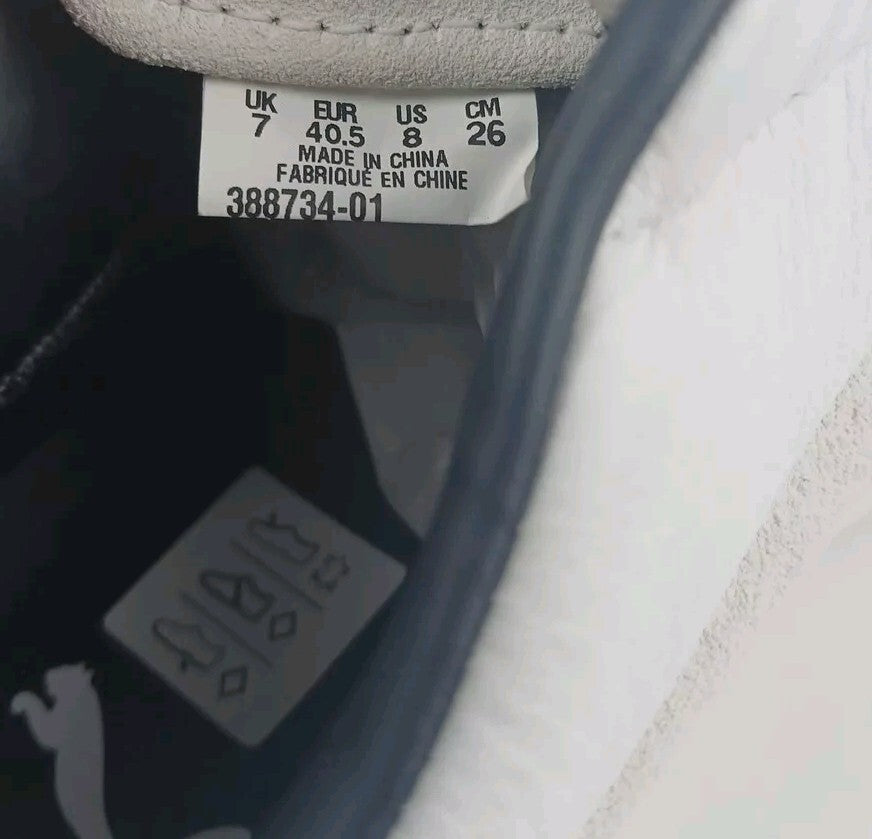 UK EUR US CM
7 40.5 8 26
MADE IN CHINA
FABRIQUÉ EN CHINE
388734-01